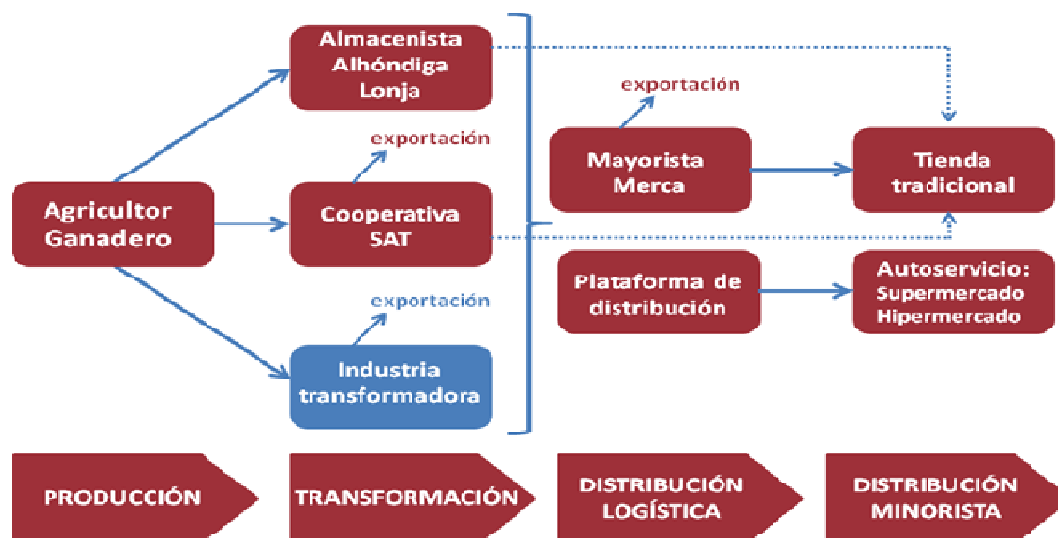 Almacenista
Alhóndiga
Lonja
exportación
Agricultor
Ganadero
Cooperativa
SAT
exportación
Industria
transformadora
exportación
Mayorista
Merca
Tienda
tradicional
Plataforma de
distribución
Autoservicio:
Supermercado
Hipermercado
PRODUCCIÓN
TRANSFORMACIÓN
DISTRIBUCIÓN
LOGÍSTICA
DISTRIBUCIÓN
MINORISTA